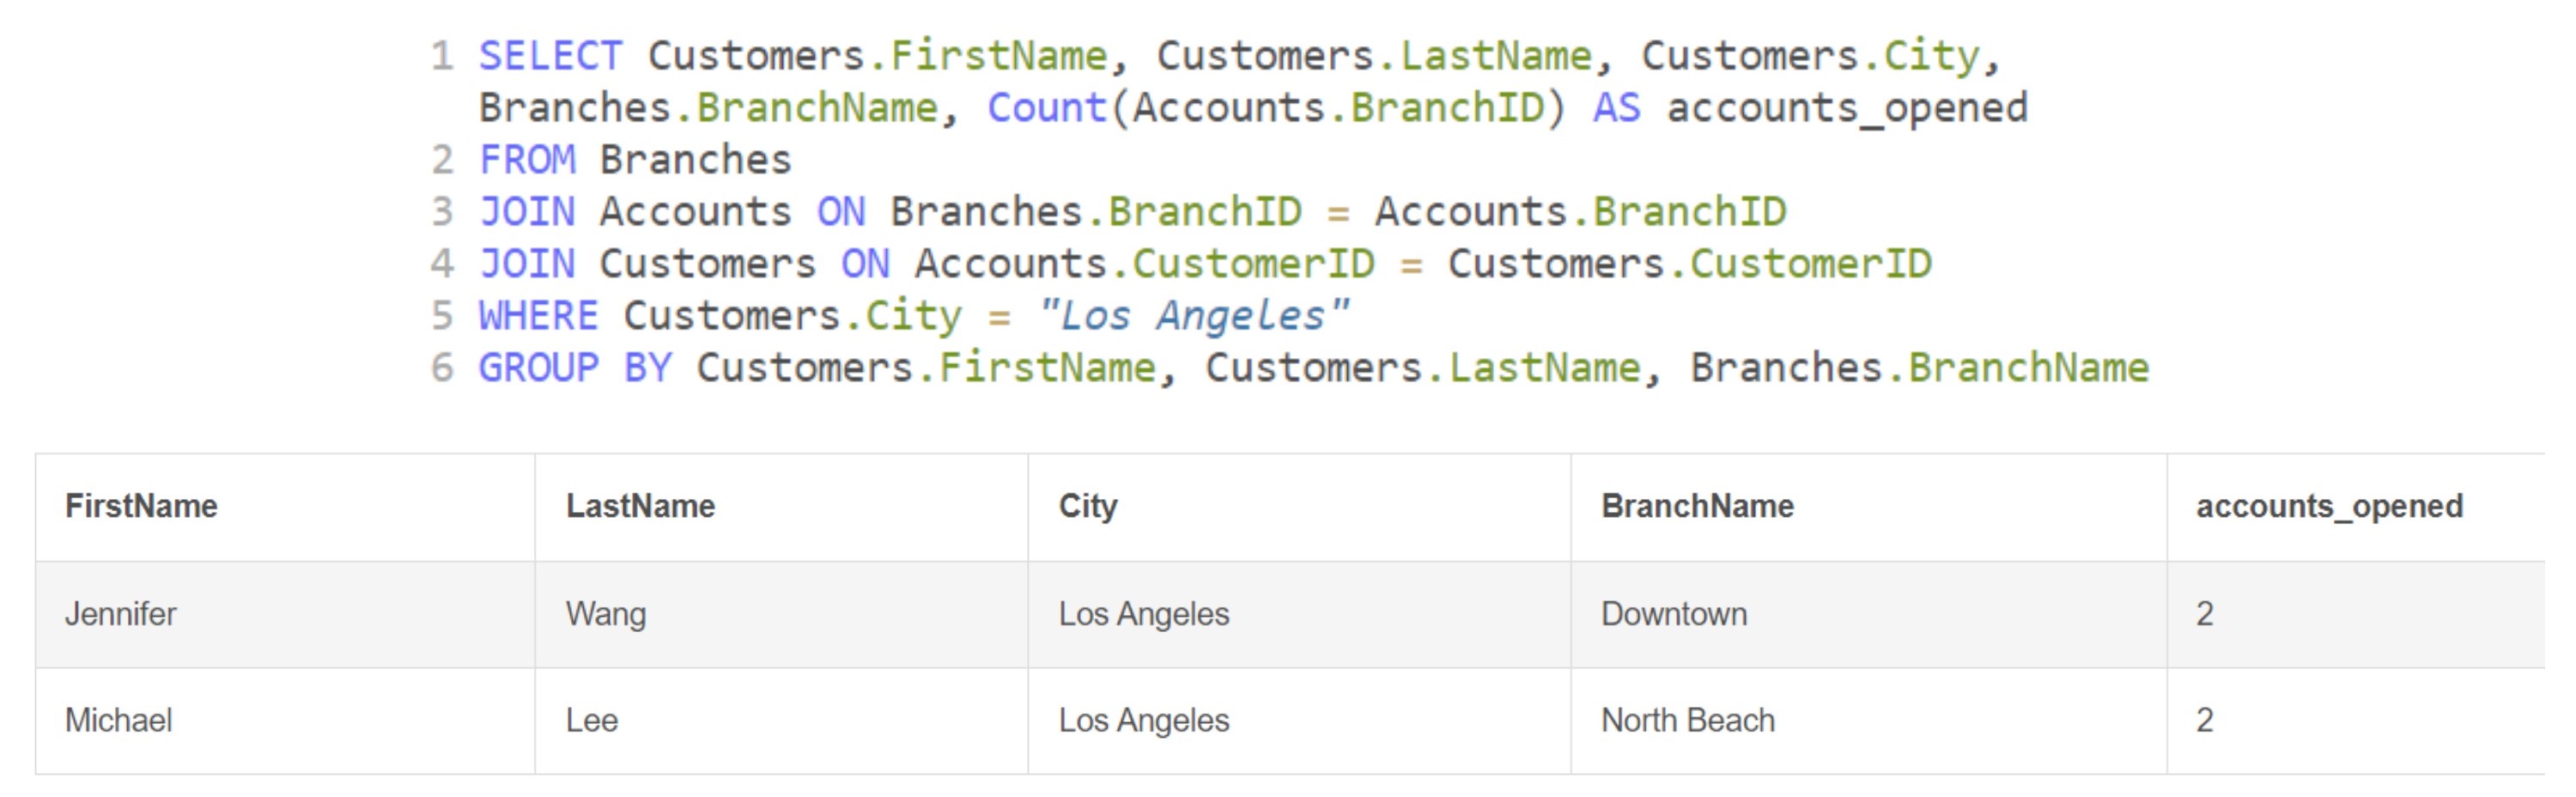 1 SELECT Customers.FirstName, Customers.LastName, Customers.City,
Branches.BranchName, Count(Accounts.BranchID) AS accounts_opened
2 FROM Branches
3 JOIN Accounts ON Branches.BranchID = Accounts.BranchID
4 JOIN Customers ON Accounts.CustomerID = Customers.CustomerID
5 WHERE Customers.City = "Los Angeles"
6 GROUP BY Customers.FirstName, Customers.LastName, Branches.BranchName
FirstName LastName City BranchName accounts_opened
Jennifer Wang Los Angeles Downtown 2
Michael Lee Los Angeles North Beach 2